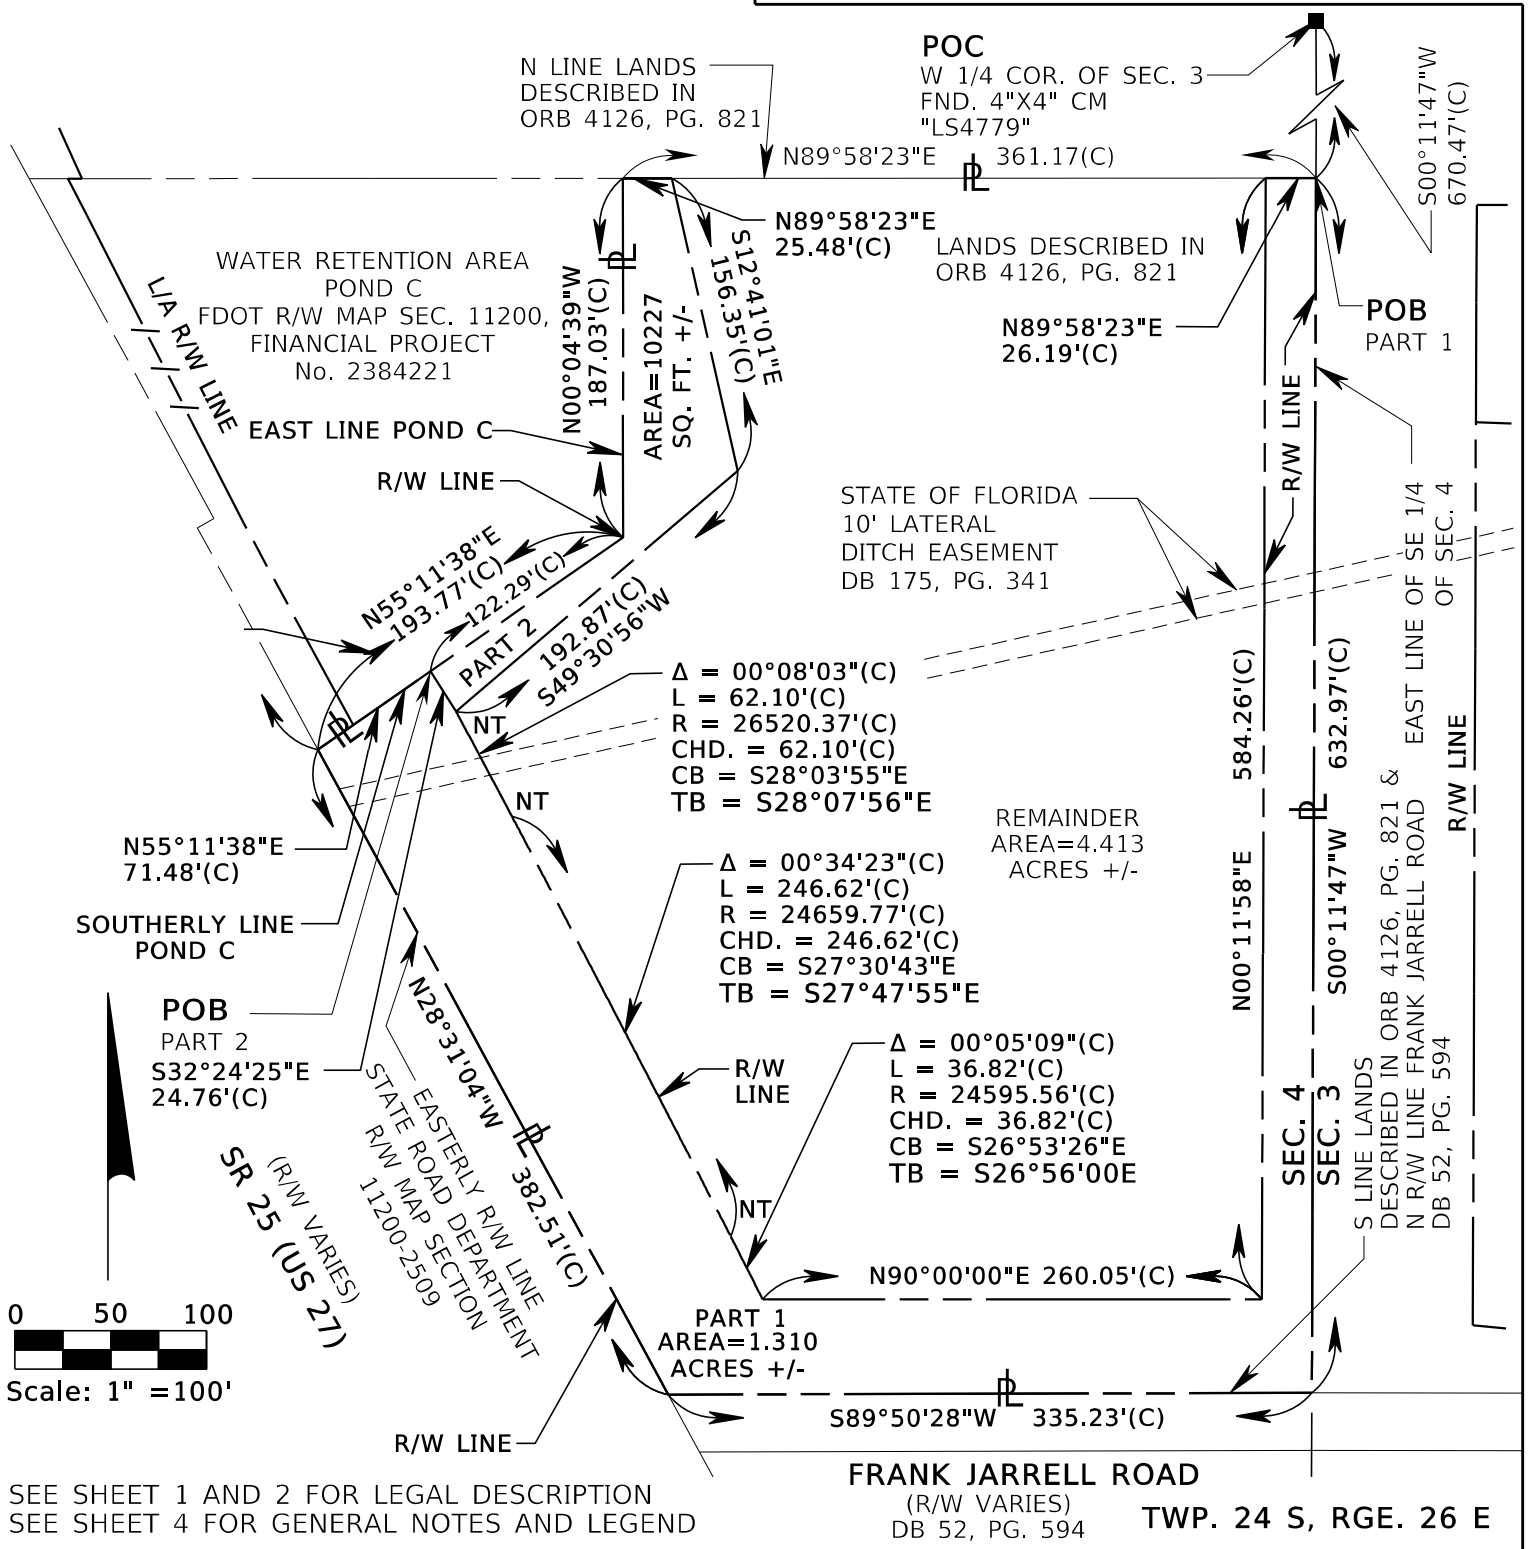 POC
W 1/4 COR. OF SEC. 3
FND. 4"X4" CM
"LS4779"
N LINE LANDS
DESCRIBED IN
ORB 4126, PG. 821
S00°11'47"W
670.47'(C)
N89°58'23"E PL 361.17(C)
N89°58'23"E
25.48'(C)
LANDS DESCRIBED IN
ORB 4126, PG. 821
WATER RETENTION AREA
POND C
FDOT R/W MAP SEC. 11200,
FINANCIAL PROJECT
No. 2384221
L/A R/W LINE
PL
N00°04'39"W
187.03'(C)
AREA=10227
SQ. FT. +/-
S12°41'01"E
156.35'(C)
N89°58'23"E
26.19'(C)
POB
PART 1
R/W LINE
EAST LINE POND C
R/W LINE
STATE OF FLORIDA
10' LATERAL
DITCH EASEMENT
DB 175, PG. 341
EAST LINE OF SE 1/4
OF SEC. 4
N55°11'38"E
193.77'(C)
122.29'(C)
PART 2
192.87'(C)
S49°30'56"W
PL
NT
Δ = 00°08'03"(C)
L = 62.10'(C)
R = 26520.37'(C)
CHD. = 62.10'(C)
CB = S28°03'55"E
TB = S28°07'56"E
584.26'(C)
N00°11'58"E
632.97'(C)
PL
S00°11'47"W
R/W LINE
NT
REMAINDER
AREA=4.413
ACRES +/-
N55°11'38"E
71.48'(C)
SOUTHERLY LINE
POND C
Δ = 00°34'23"(C)
L = 246.62'(C)
R = 24659.77'(C)
CHD. = 246.62'(C)
CB = S27°30'43"E
TB = S27°47'55"E
POB
PART 2
S32°24'25"E
24.76'(C)
N28°31'04"W PL 382.51'(C)
EASTERLY R/W LINE
STATE ROAD DEPARTMENT
R/W MAP SECTION
11200-2509
R/W
LINE
Δ = 00°05'09"(C)
L = 36.82'(C)
R = 24595.56'(C)
CHD. = 36.82'(C)
CB = S26°53'26"E
TB = S26°56'00E
SEC. 4
SEC. 3
S LINE LANDS
DESCRIBED IN ORB 4126, PG. 821 &
N R/W LINE FRANK JARRELL ROAD
DB 52, PG. 594
(R/W VARIES)
SR 25 (US 27)
NT
N90°00'00"E 260.05'(C)
0 50 100
Scale: 1" =100'
PART 1
AREA=1.310
ACRES +/-
PL
S89°50'28"W 335.23'(C)
R/W LINE
FRANK JARRELL ROAD
(R/W VARIES)
DB 52, PG. 594
SEE SHEET 1 AND 2 FOR LEGAL DESCRIPTION
SEE SHEET 4 FOR GENERAL NOTES AND LEGEND
TWP. 24 S, RGE. 26 E